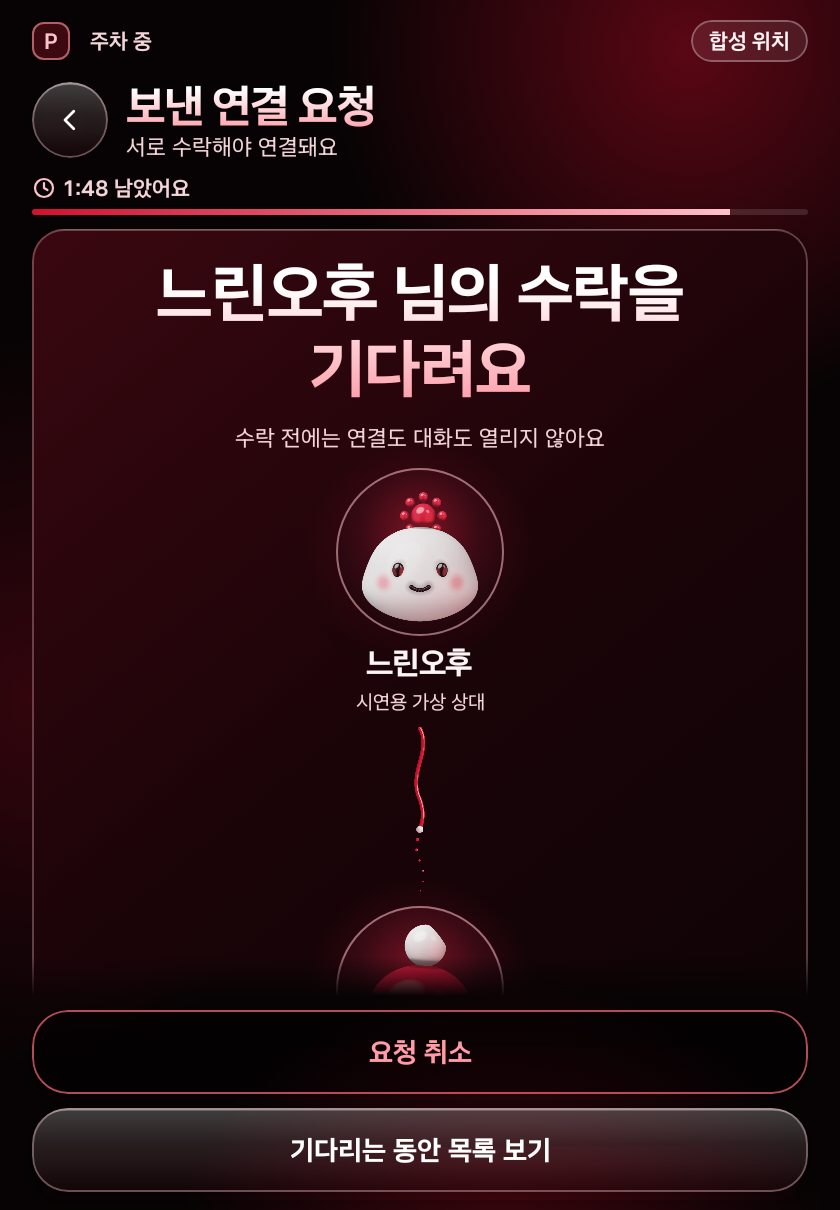 P 주차 중
합성 위치
보낸 연결 요청
서로 수락해야 연결돼요
1:48 남았어요
느린오후 님의 수락을
기다려요
수락 전에는 연결도 대화도 열리지 않아요
느린오후
시연용 가상 상대
요청 취소
기다리는 동안 목록 보기